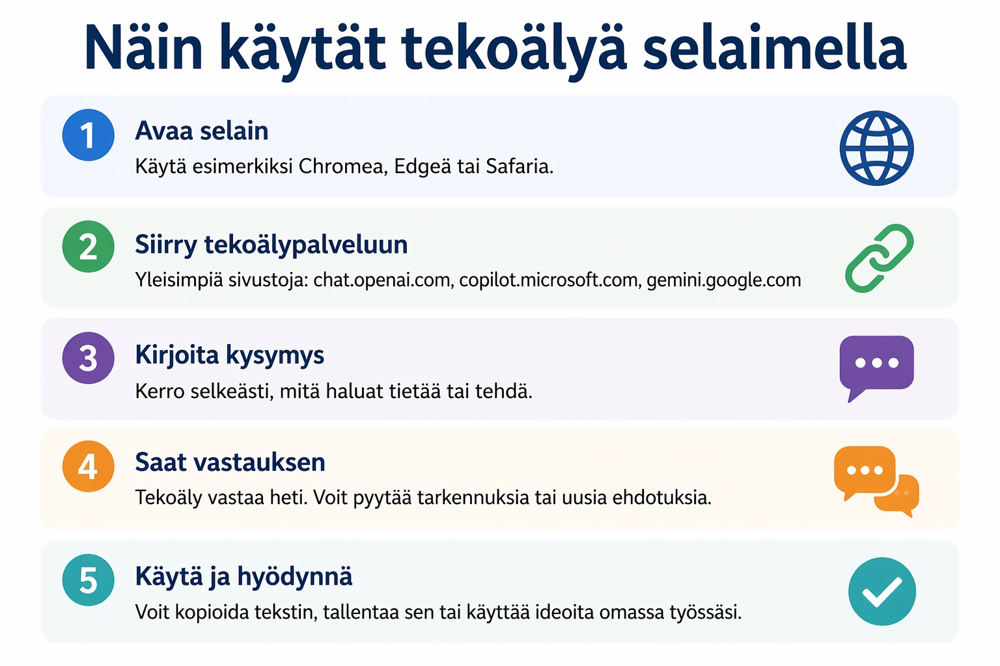 Näin käytät tekoälyä selaimella
1
Avaa selain
Käytä esimerkiksi Chromea, Edgeä tai Safaria.
2
Siirry tekoälypalveluun
Yleisimpiä sivustoja: chat.openai.com, copilot.microsoft.com, gemini.google.com
3
Kirjoita kysymys
Kerro selkeästi, mitä haluat tietää tai tehdä.
4
Saat vastauksen
Tekoäly vastaa heti. Voit pyytää tarkennuksia tai uusia ehdotuksia.
5
Käytä ja hyödynnä
Voit kopioida tekstin, tallentaa sen tai käyttää ideoita omassa työssäsi.